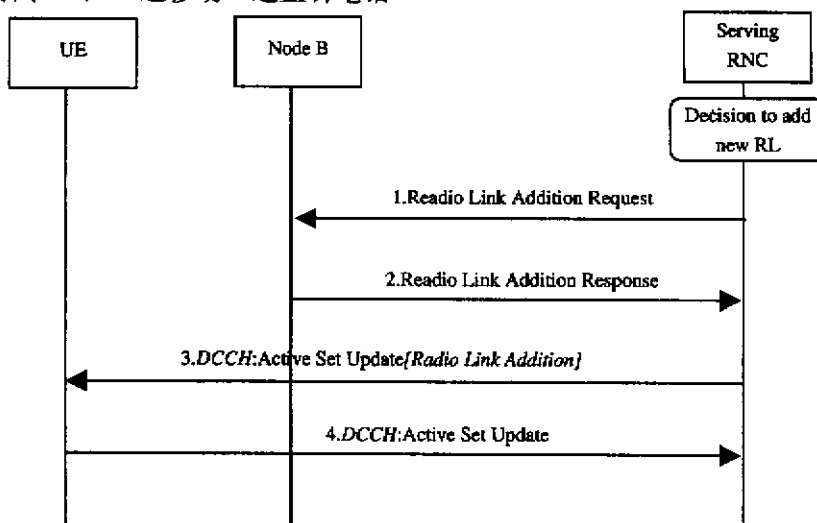 UE
Node B
Serving
RNC
Decision to add
new RL
1.Readio Link Addition Request
2.Readio Link Addition Response
3.DCCH:Active Set Update{Radio Link Addition}
4.DCCH:Active Set Update